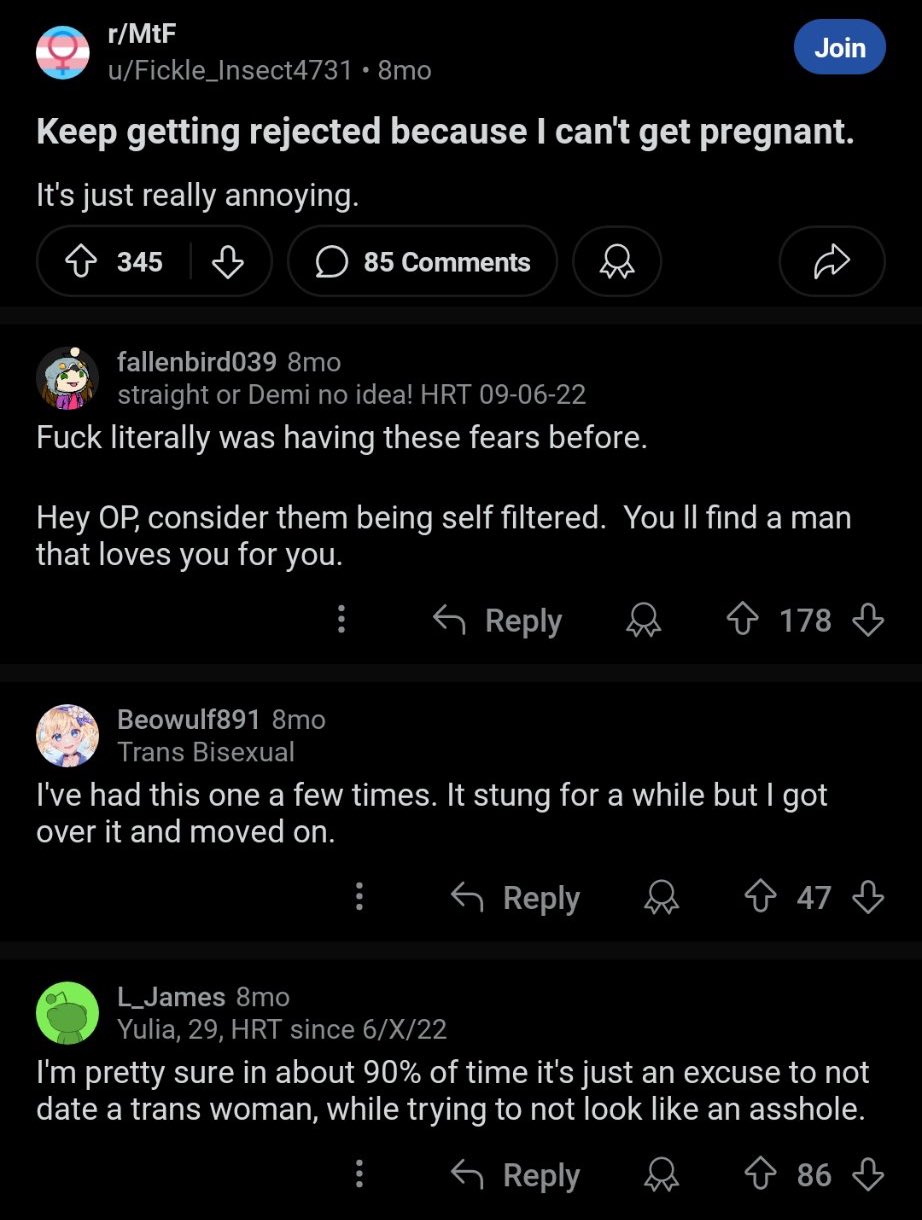 r/MtF
u/Fickle_Insect4731 • 8mo
Join
Keep getting rejected because I can't get pregnant.
It's just really annoying.
345
85 Comments
fallenbird039 8mo
straight or Demi no idea! HRT 09-06-22
Fuck literally was having these fears before.
Hey OP, consider them being self filtered.  You ll find a man
that loves you for you.
Reply
178
Beowulf891 8mo
Trans Bisexual
I've had this one a few times. It stung for a while but I got
over it and moved on.
Reply
47
L_James 8mo
Yulia, 29, HRT since 6/X/22
I'm pretty sure in about 90% of time it's just an excuse to not
date a trans woman, while trying to not look like an asshole.
Reply
86